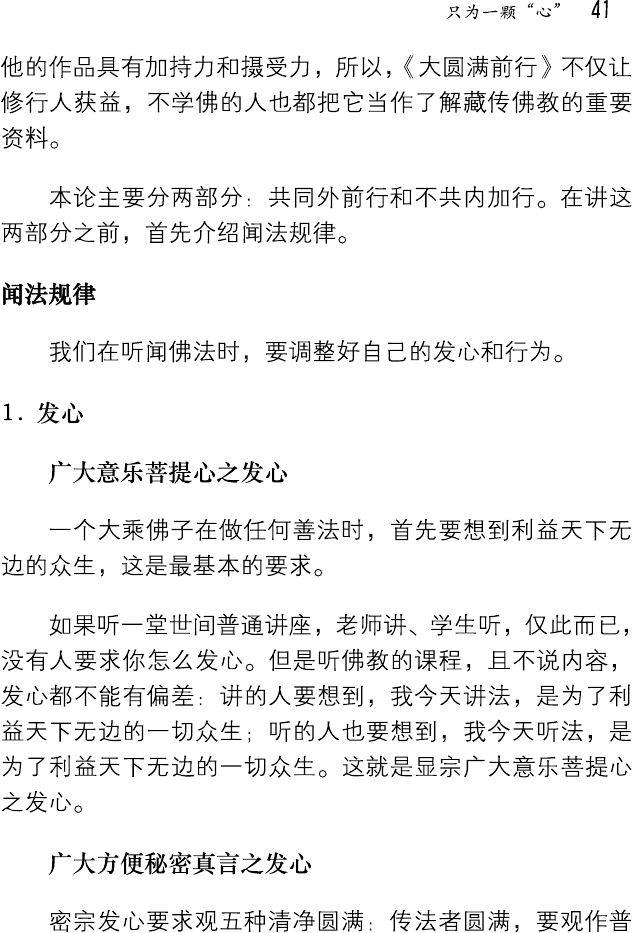 只为一颗“心” 41
他的作品具有加持力和摄受力，所以，《大圆满前行》不仅让
修行人获益，不学佛的人也都把它当作了解藏传佛教的重要
资料。
本论主要分两部分：共同外前行和不共内加行。在讲这
两部分之前，首先介绍闻法规律。
闻法规律
我们在听闻佛法时，要调整好自己的发心和行为。
1. 发心
广大意乐菩提心之发心
一个大乘佛子在做任何善法时，首先要想到利益天下无
边的众生，这是最基本的要求。
如果听一堂世间普通讲座，老师讲、学生听，仅此而已，
没有人要求你怎么发心。但是听佛教的课程，且不说内容，
发心都不能有偏差：讲的人要想到，我今天讲法，是为了利
益天下无边的一切众生；听的人也要想到，我今天听法，是
为了利益天下无边的一切众生。这就是显宗广大意乐菩提心
之发心。
广大方便秘密真言之发心
密宗发心要求观五种清净圆满：传法者圆满，要观作普